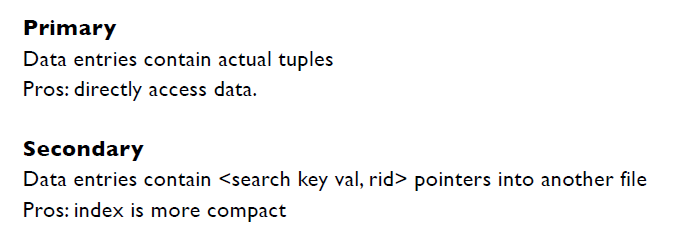 Primary
Data entries contain actual tuples
Pros: directly access data.
Secondary
Data entries contain <search key val, rid> pointers into another file
Pros: index is more compact